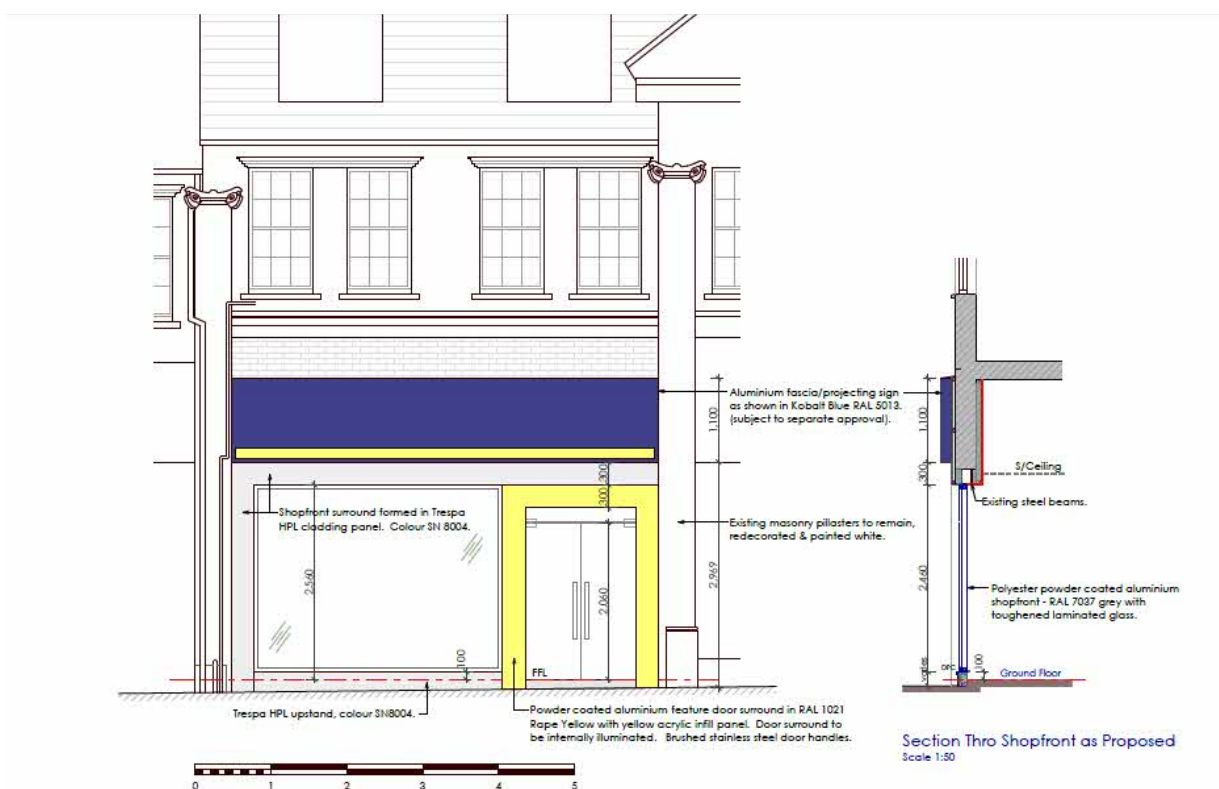 Aluminium fascia/projecting sign
as shown in Kobalt Blue RAL 5013.
(subject to separate approval).
1,100
1,100
S/Ceiling
300
300
300
Existing steel beams.
Shopfront surround formed in Trespa
HPL cladding panel. Colour SN 8004.
Existing masonry pillasters to remain,
redecorated & painted white.
2,560
2,060
2,969
2,460
Polyester powder coated aluminium
shopfront - RAL 7037 grey with
toughened laminated glass.
100
FFL
varies
DPC
100
Ground Floor
Trespa HPL upstand, colour SN8004.
Powder coated aluminium feature door surround in RAL 1021
Rape Yellow with yellow acrylic infill panel. Door surround to
be internally illuminated. Brushed stainless steel door handles.
Section Thro Shopfront as Proposed
Scale 1:50
0 1 2 3 4 5